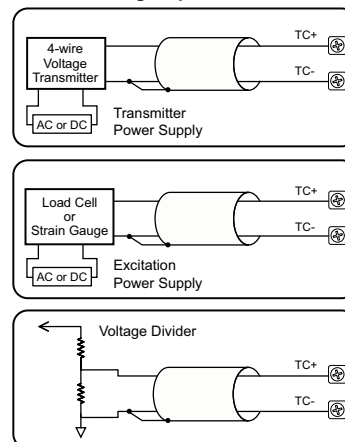 4-wire
Voltage
Transmitter
TC+
TC-
AC or DC
Transmitter
Power Supply
Load Cell
or
Strain Gauge
TC+
TC-
AC or DC
Excitation
Power Supply
Voltage Divider
TC+
TC-